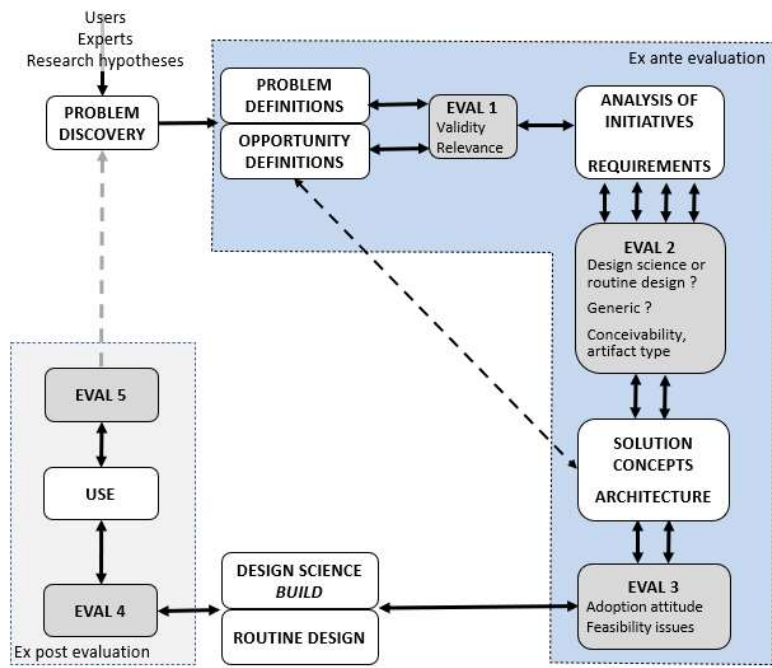 Users
Experts
Research hypotheses
PROBLEM
DISCOVERY
Ex ante evaluation
PROBLEM
DEFINITIONS
OPPORTUNITY
DEFINITIONS
EVAL 1
Validity
Relevance
ANALYSIS OF
INITIATIVES
REQUIREMENTS
EVAL 2
Design science or
routine design ?
Generic ?
Conceivability,
artifact type
SOLUTION
CONCEPTS
ARCHITECTURE
EVAL 3
Adoption attitude
Feasibility issues
DESIGN SCIENCE
BUILD
ROUTINE DESIGN
EVAL 5
USE
EVAL 4
Ex post evaluation